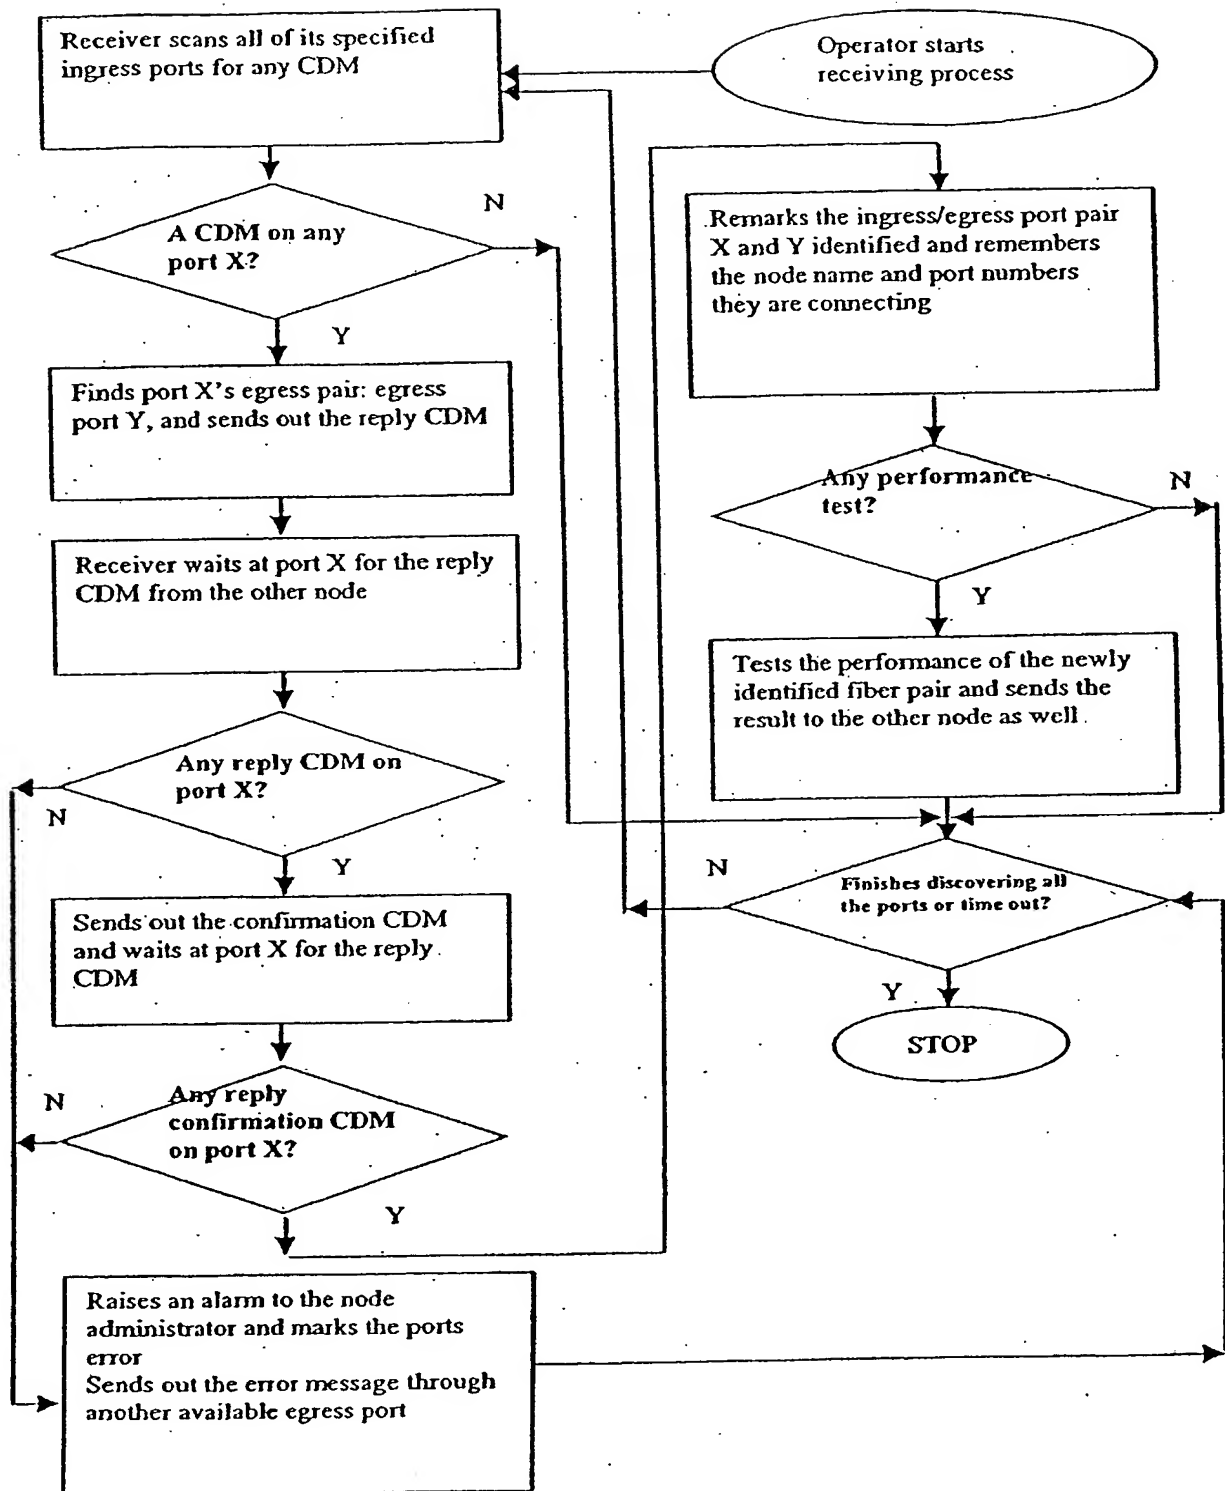 Receiver scans all of its specified
ingress ports for any CDM
Operator starts
receiving process
A CDM on any
port X?
N
Y
Finds port X's egress pair: egress
port Y, and sends out the reply CDM
Receiver waits at port X for the reply
CDM from the other node
Any reply CDM on
port X?
N
Y
Sends out the confirmation CDM
and waits at port X for the reply
CDM
Any reply
confirmation CDM
on port X?
N
Y
Raises an alarm to the node
administrator and marks the ports
error
Sends out the error message through
another available egress port
Remarks the ingress/egress port pair
X and Y identified and remembers
the node name and port numbers
they are connecting
Any performance
test?
N
Y
Tests the performance of the newly
identified fiber pair and sends the
result to the other node as well
Finishes discovering all
the ports or time out?
N
Y
STOP